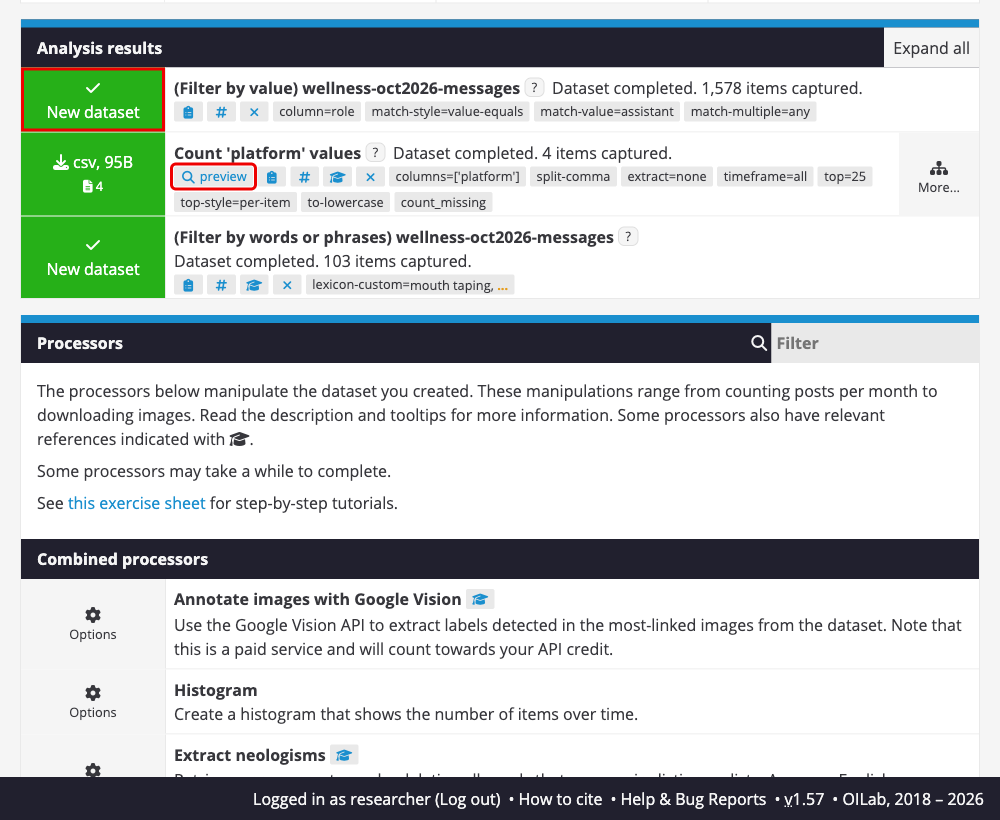 Analysis results
Expand all
New dataset
(Filter by value) wellness-oct2026-messages ? Dataset completed. 1,578 items captured.
column=role match-style=value-equals match-value=assistant match-multiple=any
csv, 95B
4
Count 'platform' values ? Dataset completed. 4 items captured.
preview columns=['platform'] split-comma extract=none timeframe=all top=25
top-style=per-item to-lowercase count_missing
More...
New dataset
(Filter by words or phrases) wellness-oct2026-messages ?
Dataset completed. 103 items captured.
lexicon-custom=mouth taping, ...
Processors
Filter
The processors below manipulate the dataset you created. These manipulations range from counting posts per month to
downloading images. Read the description and tooltips for more information. Some processors also have relevant
references indicated with .
Some processors may take a while to complete.
See this exercise sheet for step-by-step tutorials.
Combined processors
Options
Annotate images with Google Vision
Use the Google Vision API to extract labels detected in the most-linked images from the dataset. Note that
this is a paid service and will count towards your API credit.
Options
Histogram
Create a histogram that shows the number of items over time.
Extract neologisms
Logged in as researcher (Log out) • How to cite • Help & Bug Reports • v1.57 • OILab, 2018 – 2026